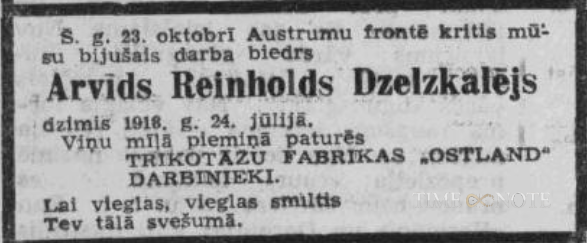 Š. g. 23. oktobrī Austrumu frontē kritis mū-
su bijušais darba biedrs
Arvīds Reinholds Dzelzkalējs
dzimis 1918. g. 24. jūlijā.
Viņu mīļā piemiņā paturēs
TRIKOTĀŽU FABRIKAS „OSTLAND“
DARBINIEKI.
Lai vieglas, vieglas smiltis
Tev tālā svešumā.
TIMENOTE